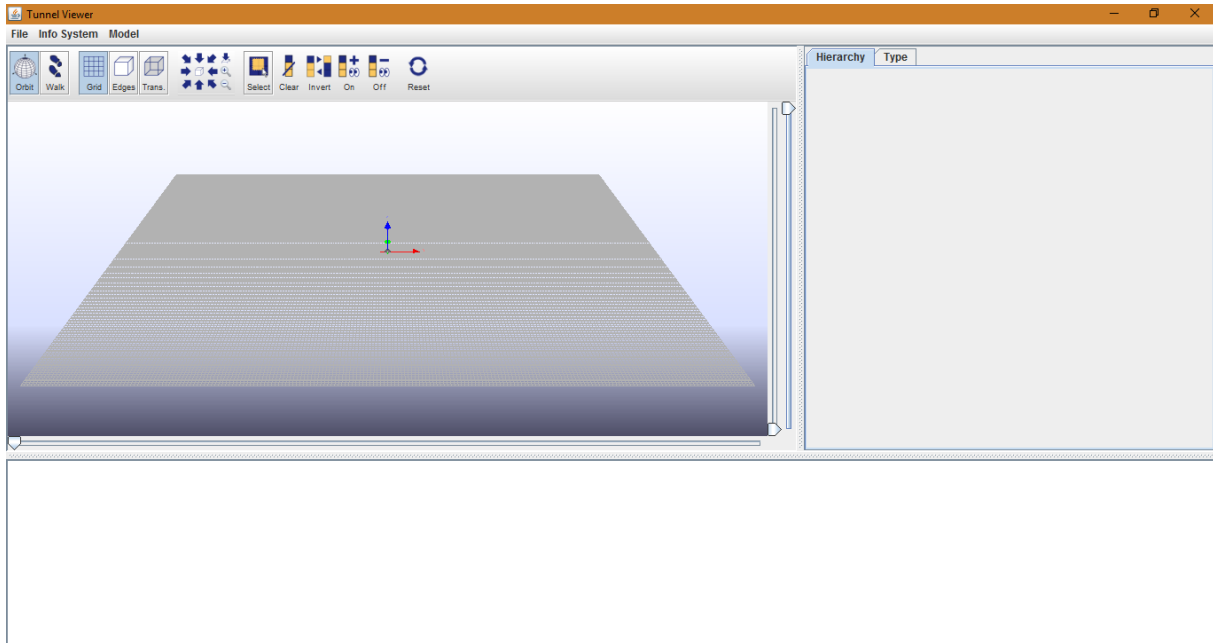 Tunnel Viewer
File Info System Model
Orbit Walk Grid Edges Trans. Select Clear Invert On Off Reset
Hierarchy Type